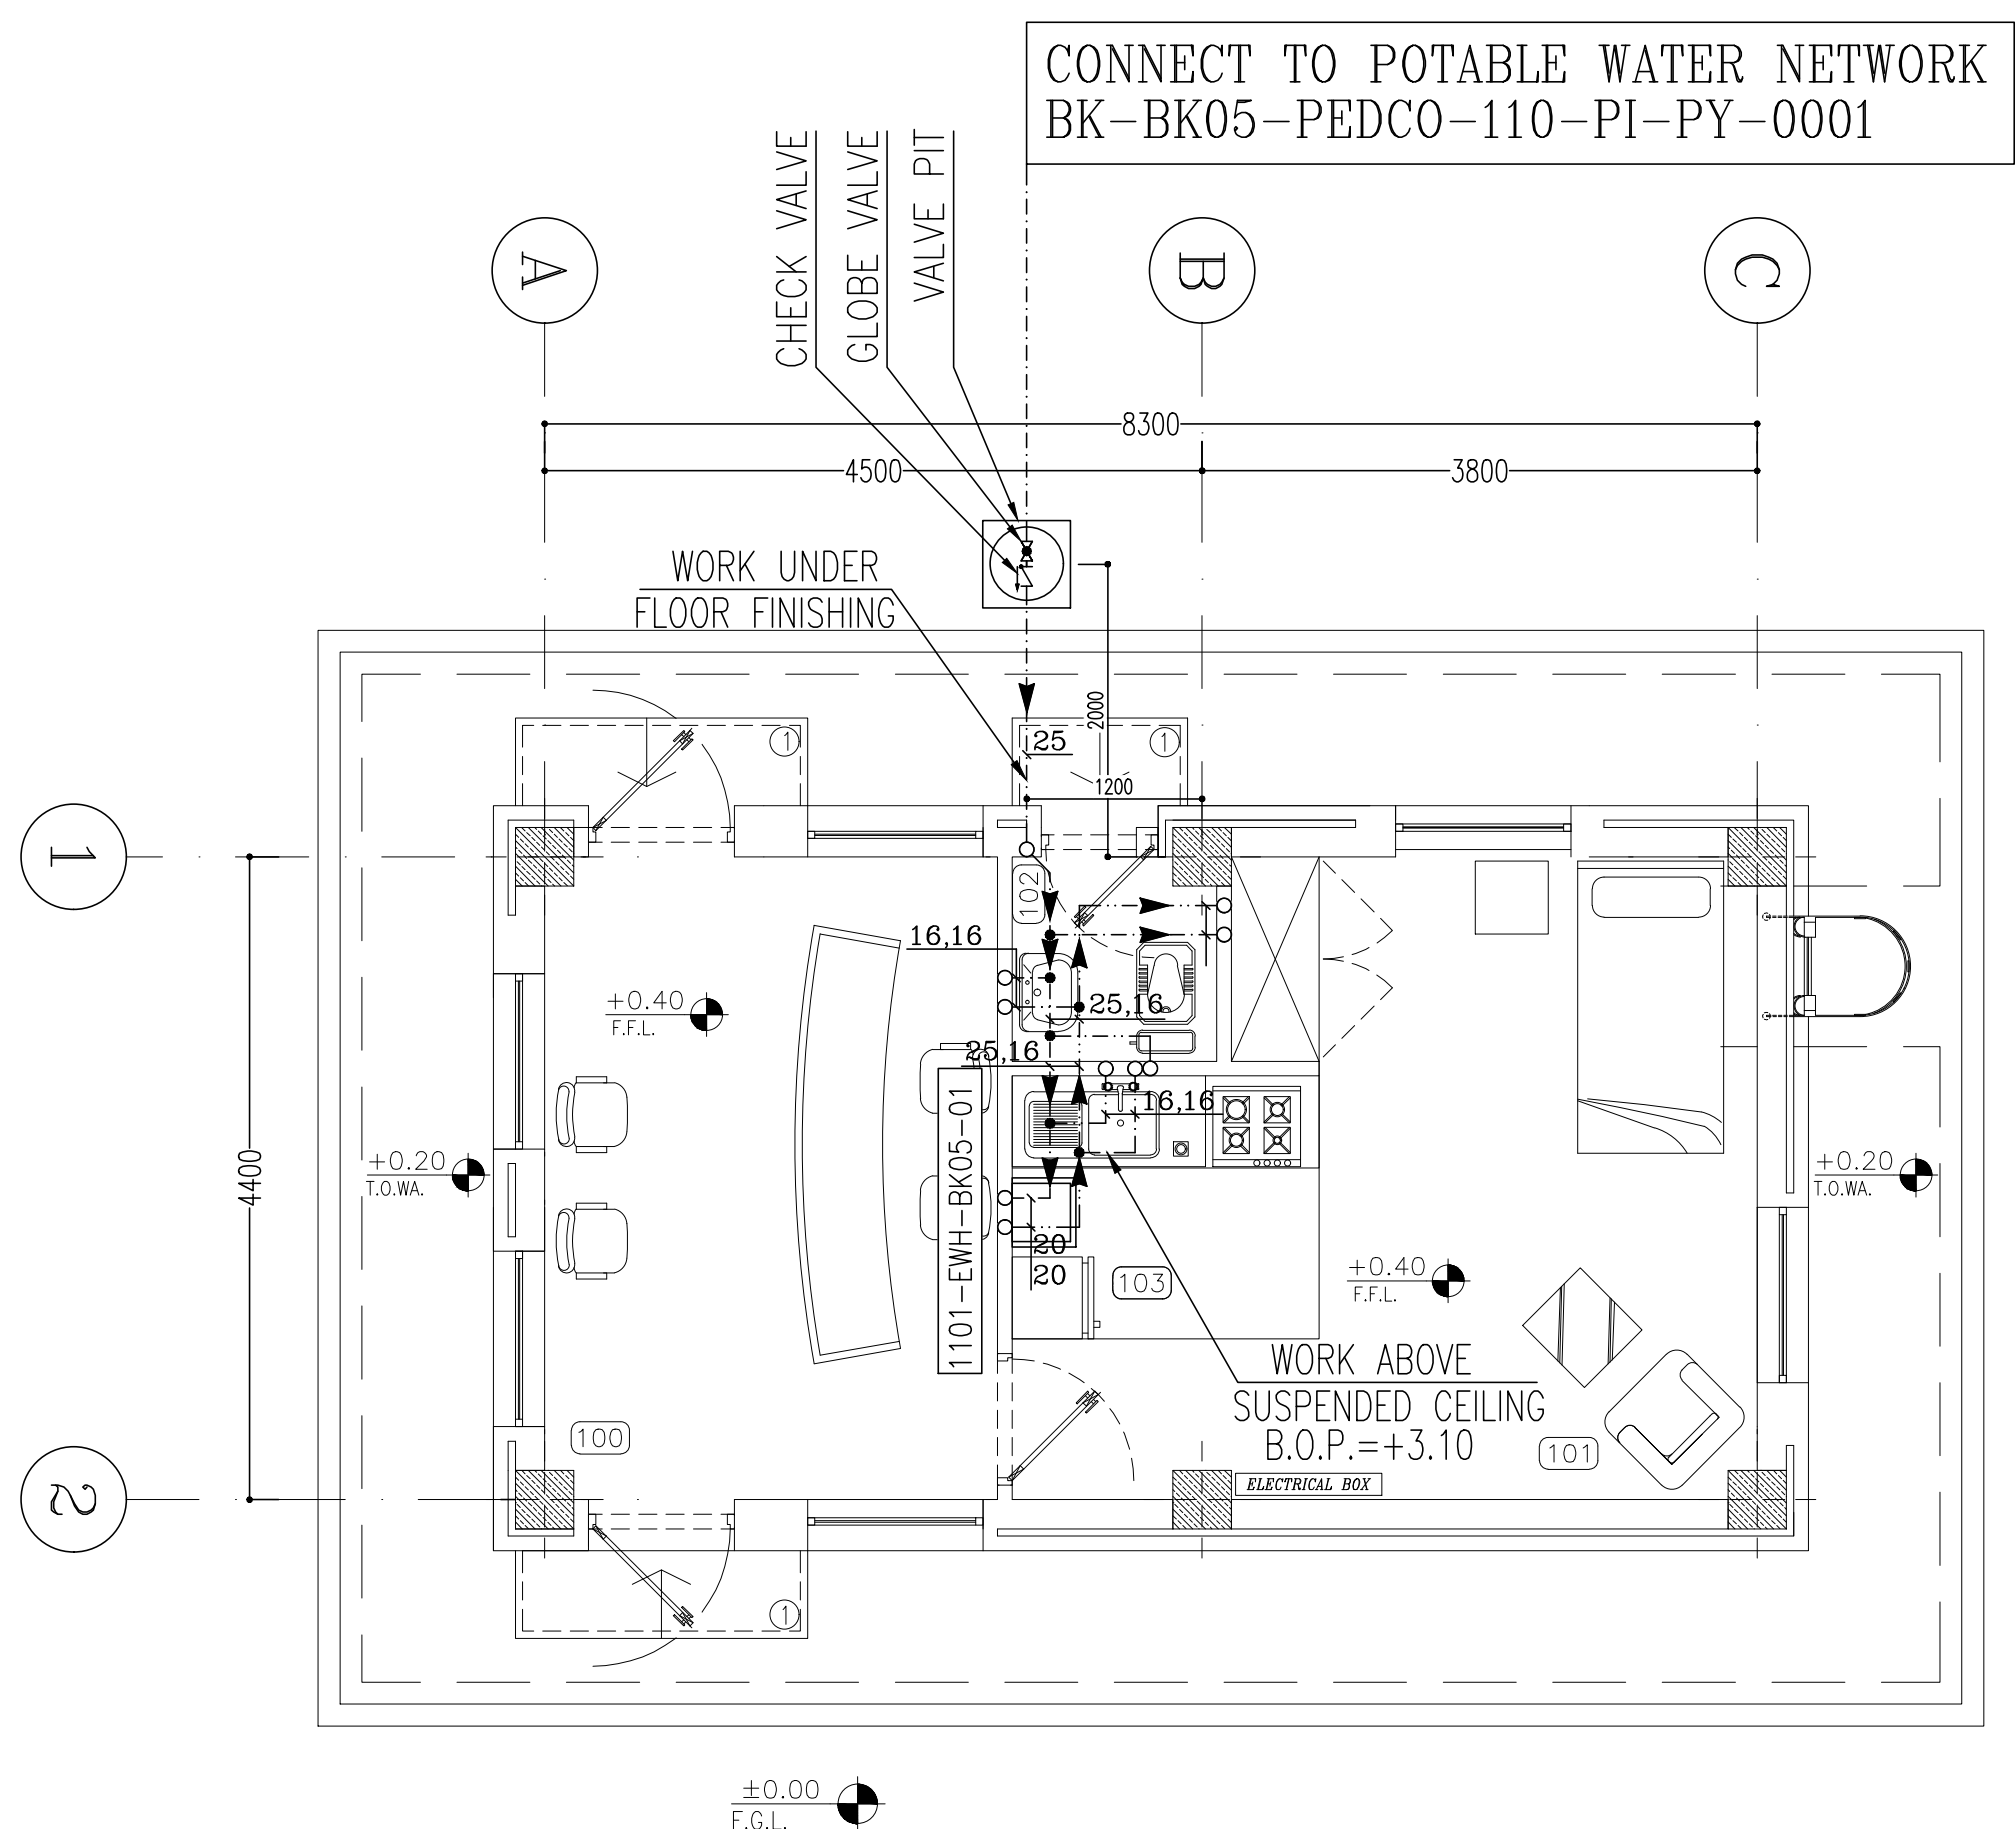 CONNECT TO POTABLE WATER NETWORK
BK-BK05-PEDCO-110-PI-PY-0001
CHECK VALVE
GLOBE VALVE
VALVE PIT
A
B
C
8300
4500
3800
WORK UNDER
FLOOR FINISHING
2000
25
1
1
1200
1
102
16,16
+0.40
F.F.L.
25,16
25,16
16,16
1101-EWH-BK05-01
4400
+0.20
T.O.WA.
+0.20
T.O.WA.
20
20
103
+0.40
F.F.L.
WORK ABOVE
SUSPENDED CEILING
B.O.P.=+3.10
100
101
ELECTRICAL BOX
2
1
±0.00
F.G.L.